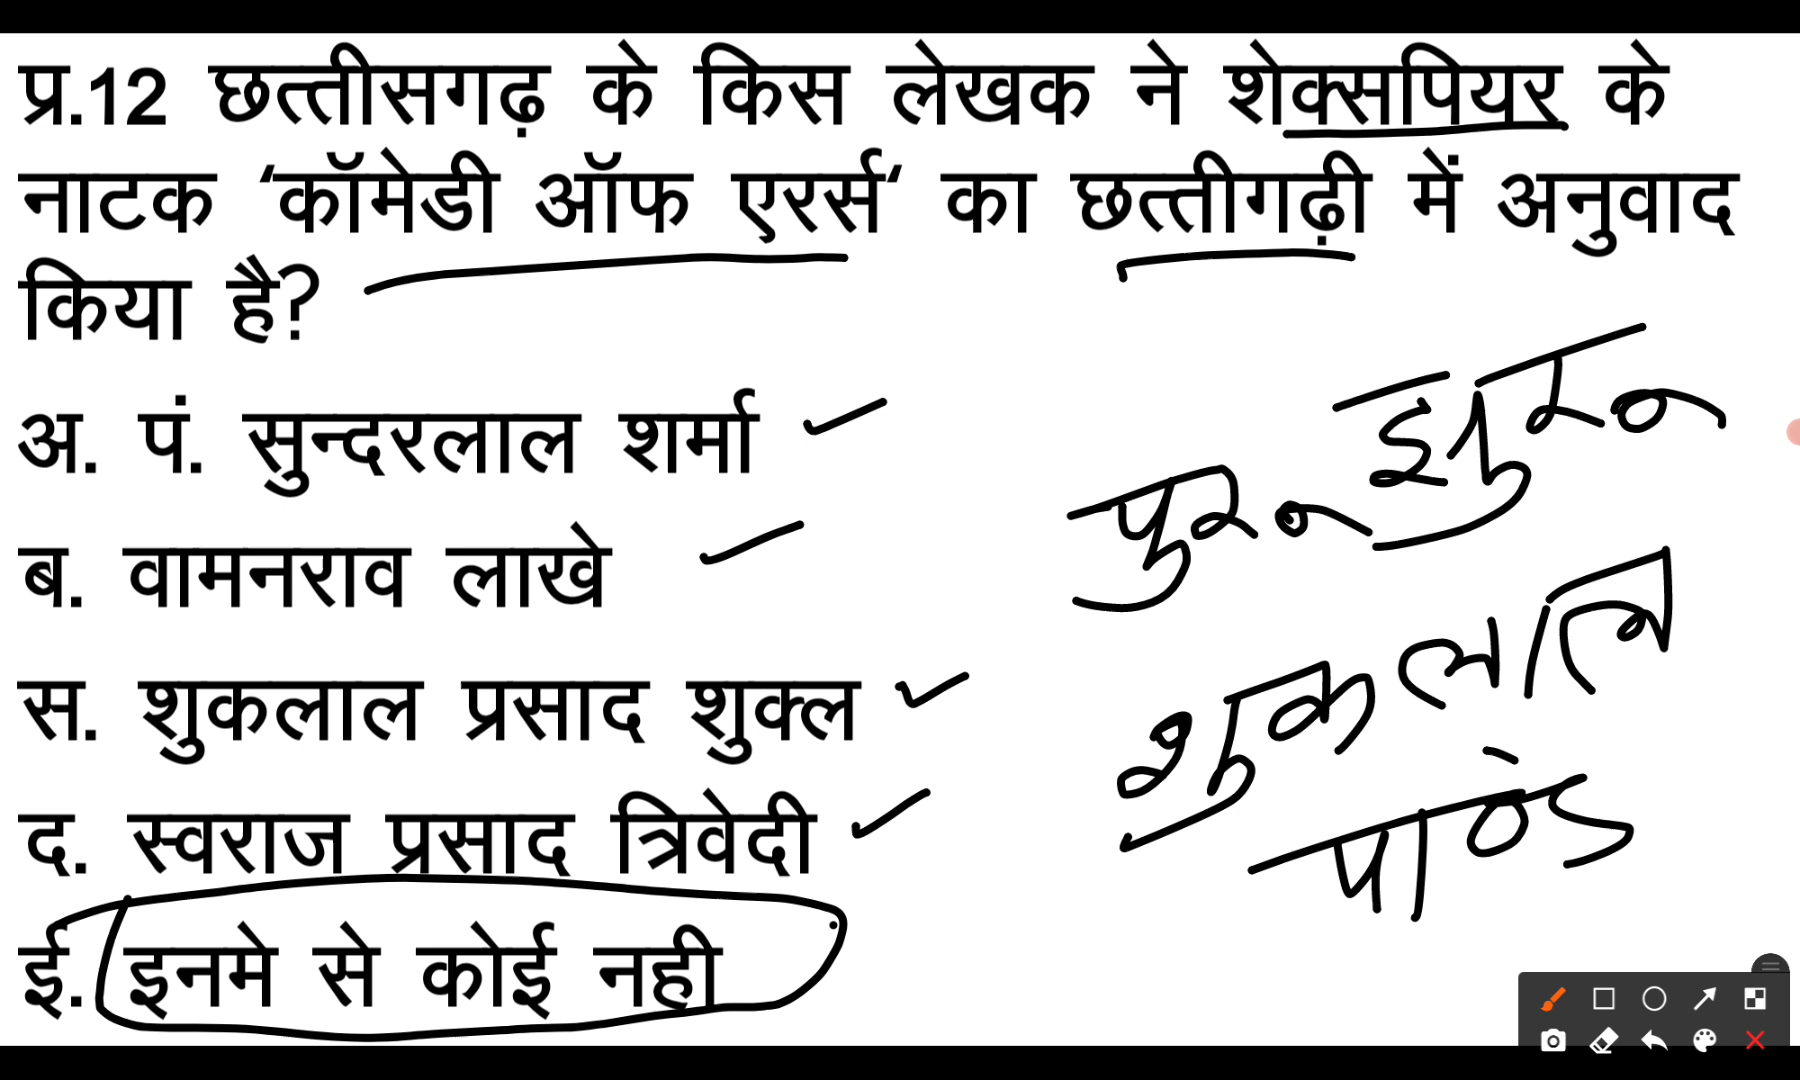 प्र.12 छत्तीसगढ़ के किस लेखक ने शेक्सपियर के
नाटक ‘कॉमेडी ऑफ एरर्स‘ का छत्तीगढ़ी में अनुवाद
किया है?
अ. पं. सुन्दरलाल शर्मा
ब. वामनराव लाखे
स. शुकलाल प्रसाद शुक्ल
द. स्वराज प्रसाद त्रिवेदी
ई. इनमे से कोई नही
पुरू झुरू
शुकलाल
पांडे